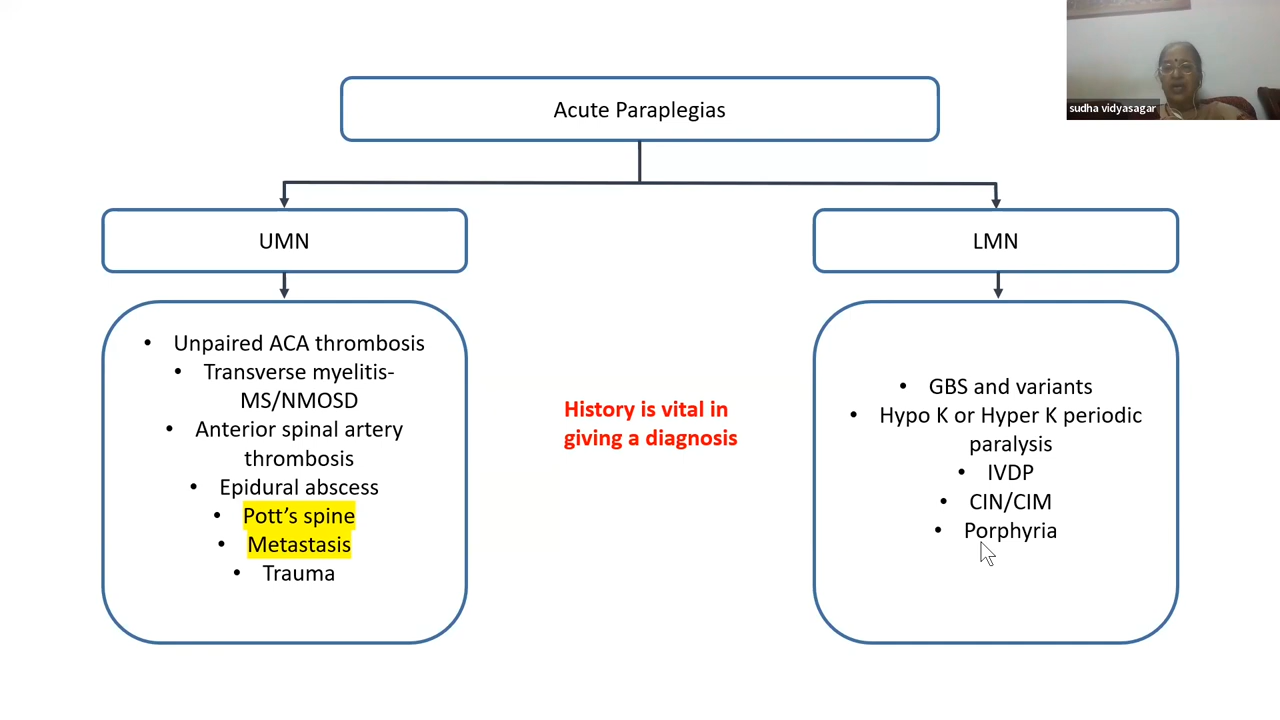 sudha vidyasagar
Acute Paraplegias
UMN
LMN
• Unpaired ACA thrombosis
• Transverse myelitis-
MS/NMOSD
• Anterior spinal artery
thrombosis
• Epidural abscess
• Pott’s spine
• Metastasis
• Trauma
History is vital in
giving a diagnosis
• GBS and variants
• Hypo K or Hyper K periodic
paralysis
• IVDP
• CIN/CIM
• Porphyria